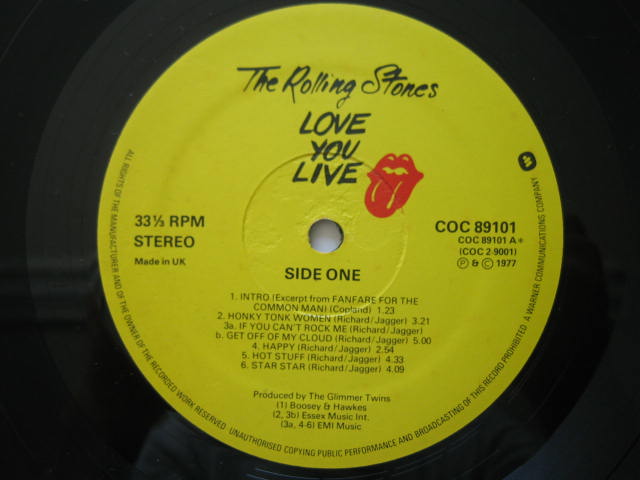 The Rolling Stones
LOVE
YOU
LIVE
33⅓ RPM
STEREO
Made in UK
COC 89101
COC 89101 A*
(COC 2-9001)
Ⓟ & © 1977
SIDE ONE
1. INTRO (Excerpt from FANFARE FOR THE
COMMON MAN) (Copland) 1.23
2. HONKY TONK WOMEN (Richard/Jagger) 3.21
3a. IF YOU CAN'T ROCK ME (Richard/Jagger)
b. GET OFF OF MY CLOUD (Richard/Jagger) 5.00
4. HAPPY (Richard/Jagger) 2.54
5. HOT STUFF (Richard/Jagger) 4.33
6. STAR STAR (Richard/Jagger) 4.09
Produced by The Glimmer Twins
(1) Boosey & Hawkes
(2, 3b) Essex Music Int.
(3a, 4-6) EMI Music
ALL RIGHTS OF THE MANUFACTURER AND OF THE OWNER OF THE RECORDED WORK RESERVED UNAUTHORISED COPYING PUBLIC PERFORMANCE AND BROADCASTING OF THIS RECORD PROHIBITED A WARNER COMMUNICATIONS COMPANY